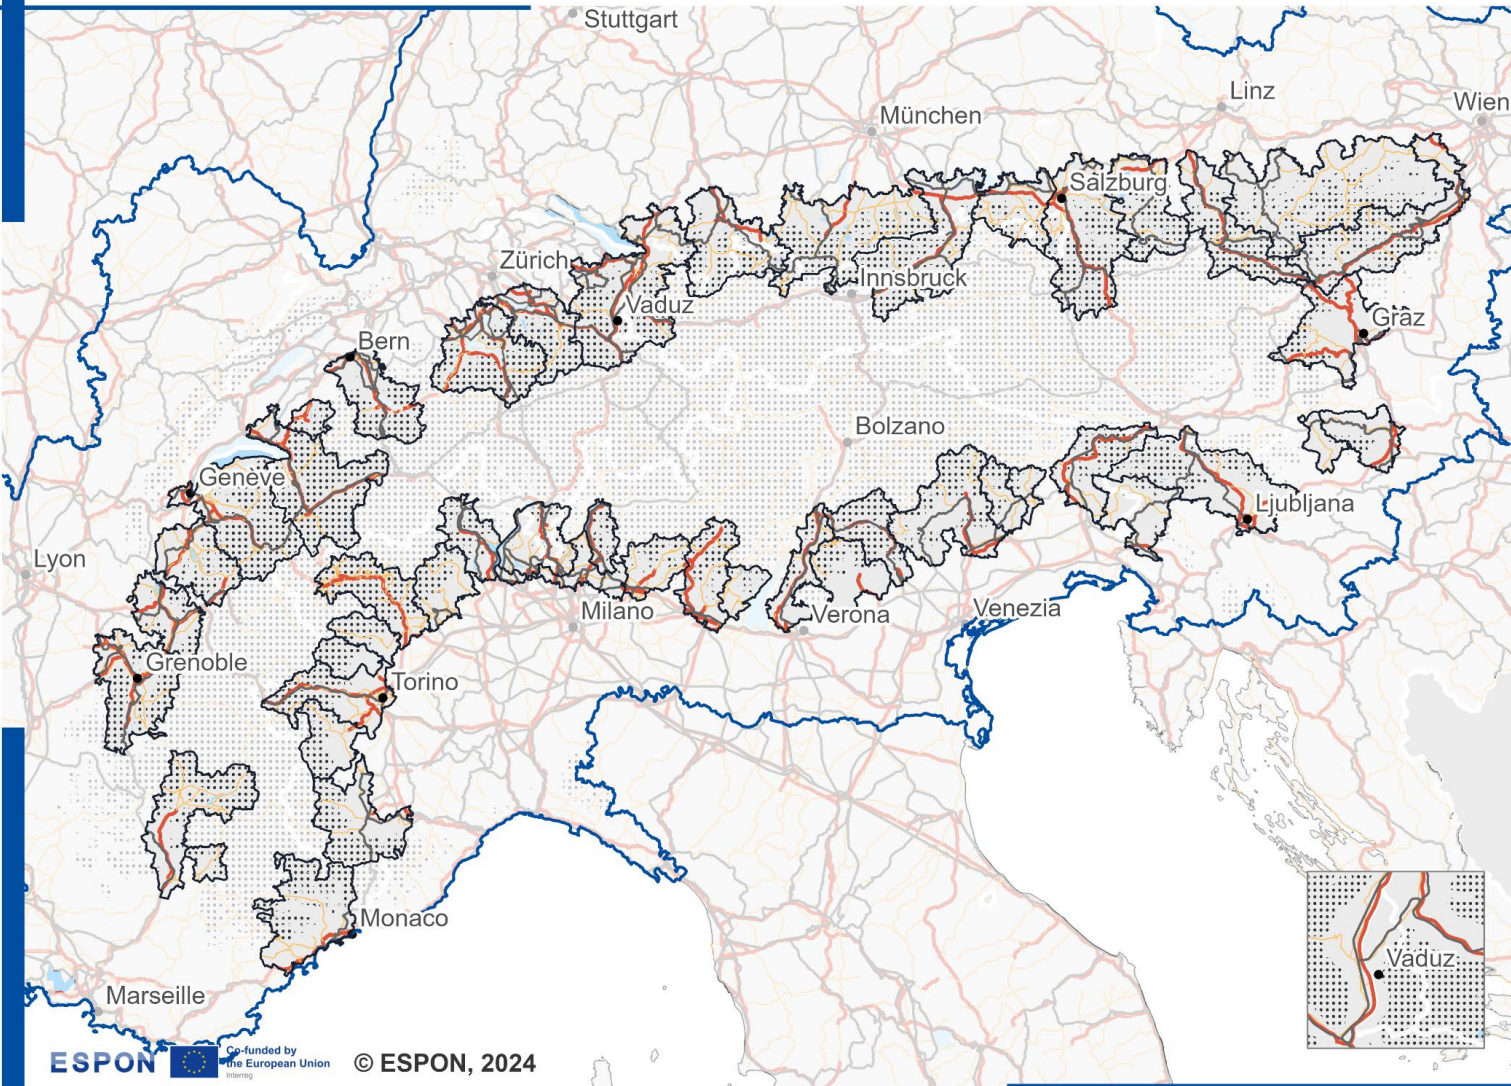 Stuttgart
Linz
Wien
München
Salzburg
Zürich
Innsbruck
Vaduz
Graz
Bern
Bolzano
Genève
Ljubljana
Lyon
Milano
Verona
Venezia
Grenoble
Torino
Monaco
Vaduz
Marseille
ESPON
Co-funded by
the European Union
Interreg
© ESPON, 2024